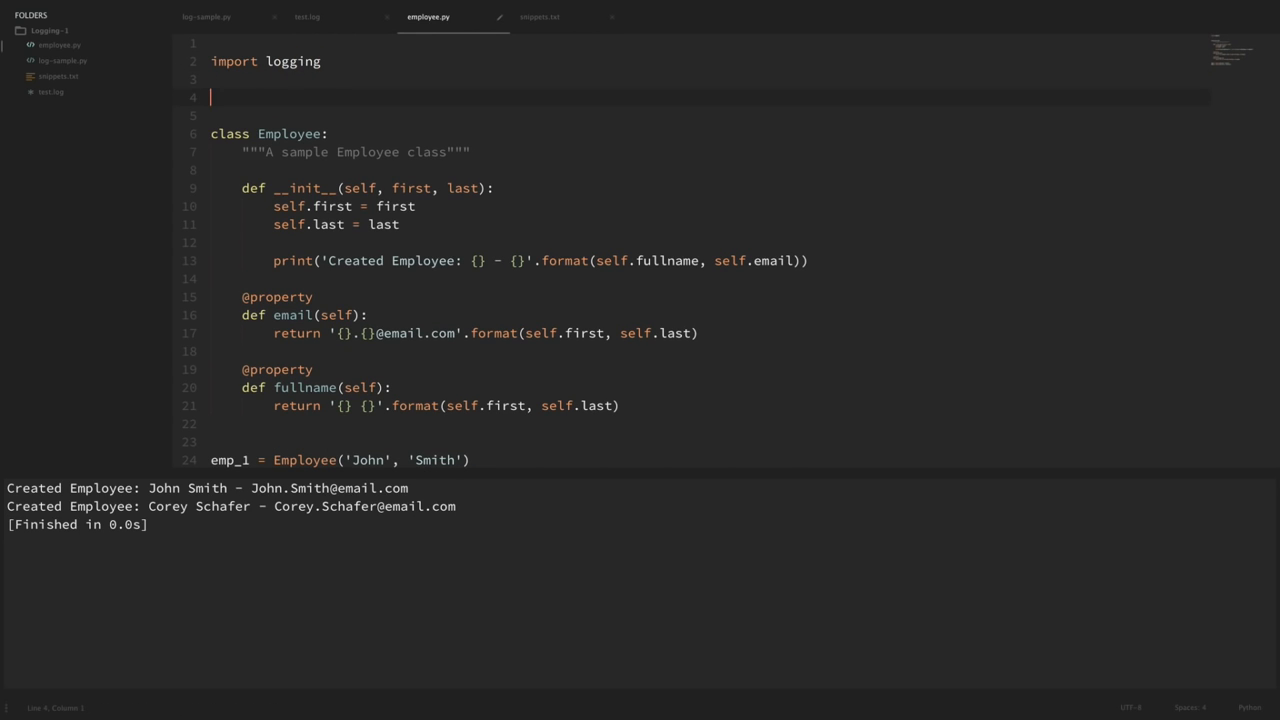 FOLDERS
Logging-1
employee.py
log-sample.py
snippets.txt
test.log
log-sample.py test.log employee.py snippets.txt
1
2 import logging
3
4
5
6 class Employee:
7 """A sample Employee class"""
8
9 def __init__(self, first, last):
10 self.first = first
11 self.last = last
12
13 print('Created Employee: {} - {}'.format(self.fullname, self.email))
14
15 @property
16 def email(self):
17 return '{}.{}@email.com'.format(self.first, self.last)
18
19 @property
20 def fullname(self):
21 return '{} {}'.format(self.first, self.last)
22
23
24 emp_1 = Employee('John', 'Smith')
Created Employee: John Smith - John.Smith@email.com
Created Employee: Corey Schafer - Corey.Schafer@email.com
[Finished in 0.0s]
Line 4, Column 1 UTF-8 Spaces: 4 Python